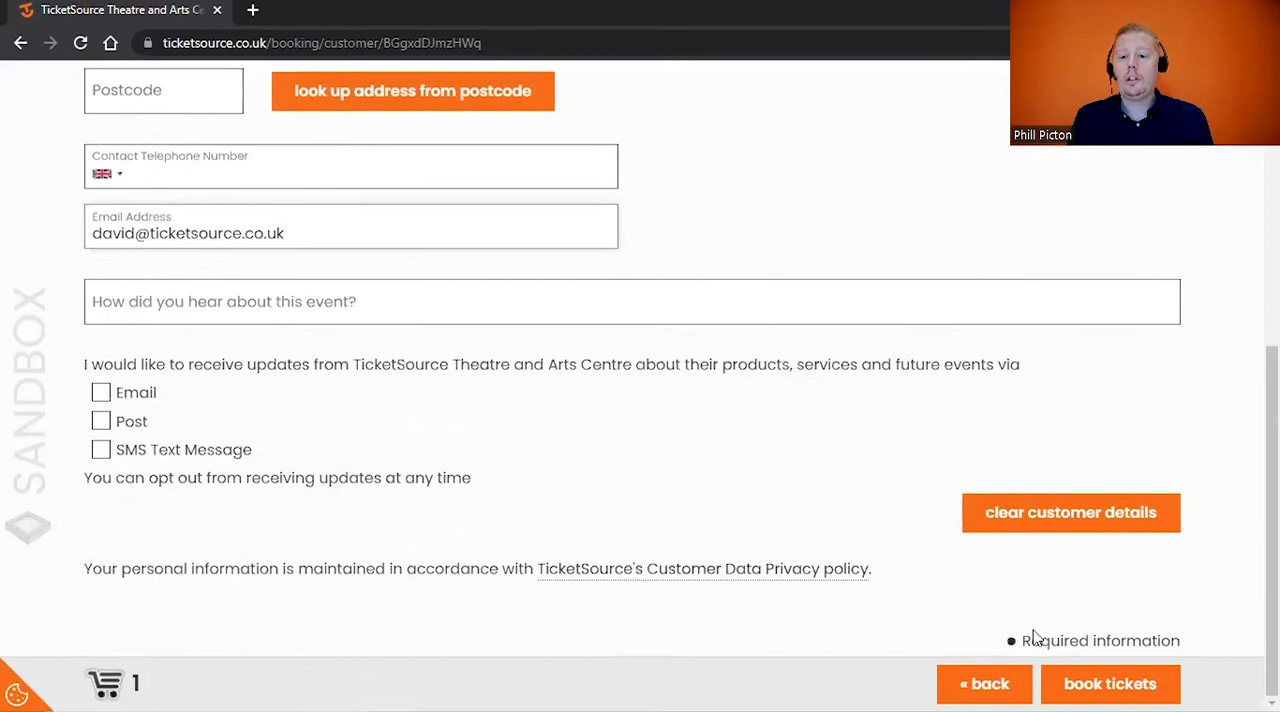 TicketSource Theatre and Arts Ce
ticketsource.co.uk/booking/customer/BGgxdDJmzHWq
Phill Picton
Postcode
look up address from postcode
Contact Telephone Number
Email Address
david@ticketsource.co.uk
How did you hear about this event?
I would like to receive updates from TicketSource Theatre and Arts Centre about their products, services and future events via
Email
Post
SMS Text Message
You can opt out from receiving updates at any time
clear customer details
Your personal information is maintained in accordance with TicketSource's Customer Data Privacy policy.
Required information
1
« back
book tickets
SANDBOX